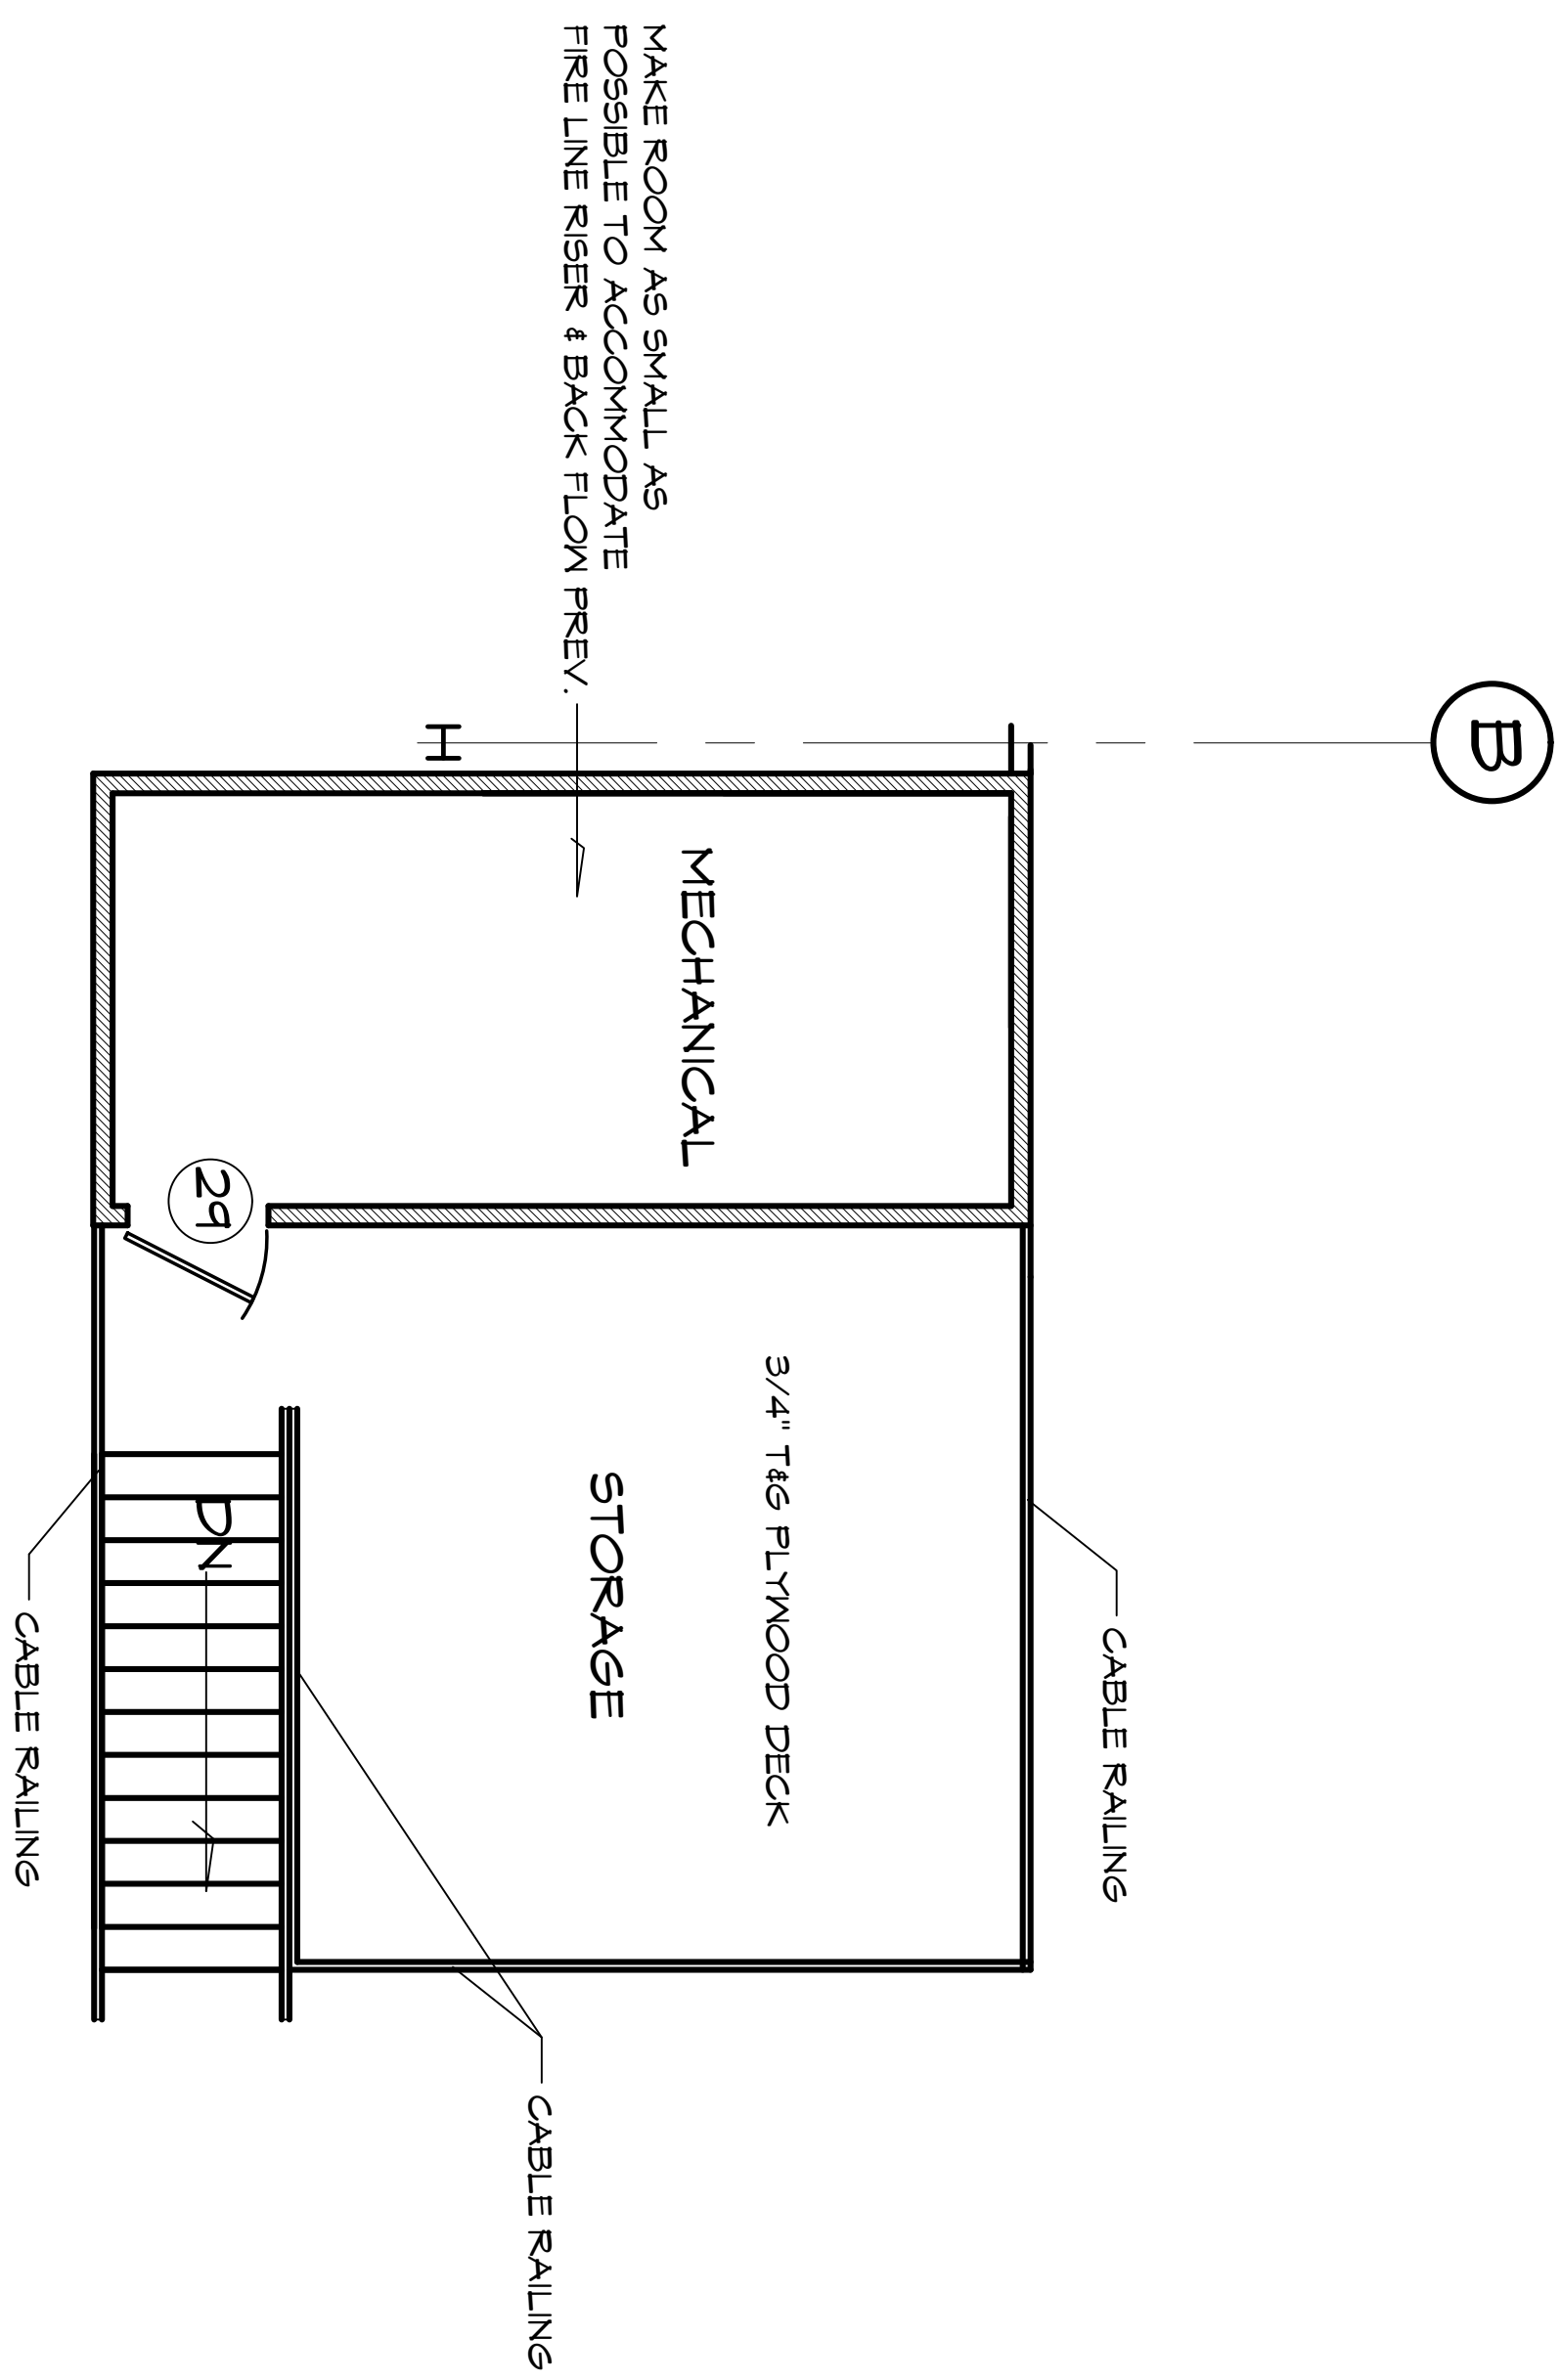 B
MAKE ROOM AS SMALL AS
POSSIBLE TO ACCOMMODATE
FIRE LINE RISER & BACK FLOW PREV.
MECHANICAL
29
3/4" T&G PLYWOOD DECK
STORAGE
DN
CABLE RAILING
CABLE RAILING
CABLE RAILING